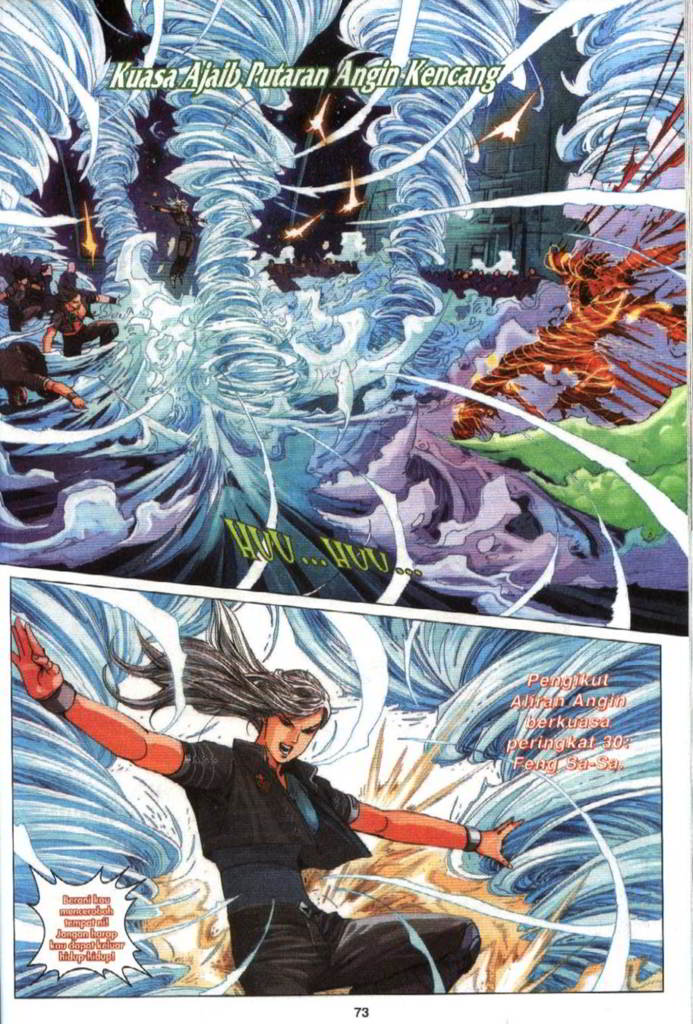 Kuasa Ajaib Putaran Angin Kencang
HUU...HUU...
Pengikut
Aliran Angin
berkuasa
peringkat 30:
Feng Sa-Sa.
Berani kau
menceroboh
tempat ni!
Jangan harap
kau dapat keluar
hidup-hidup!
73